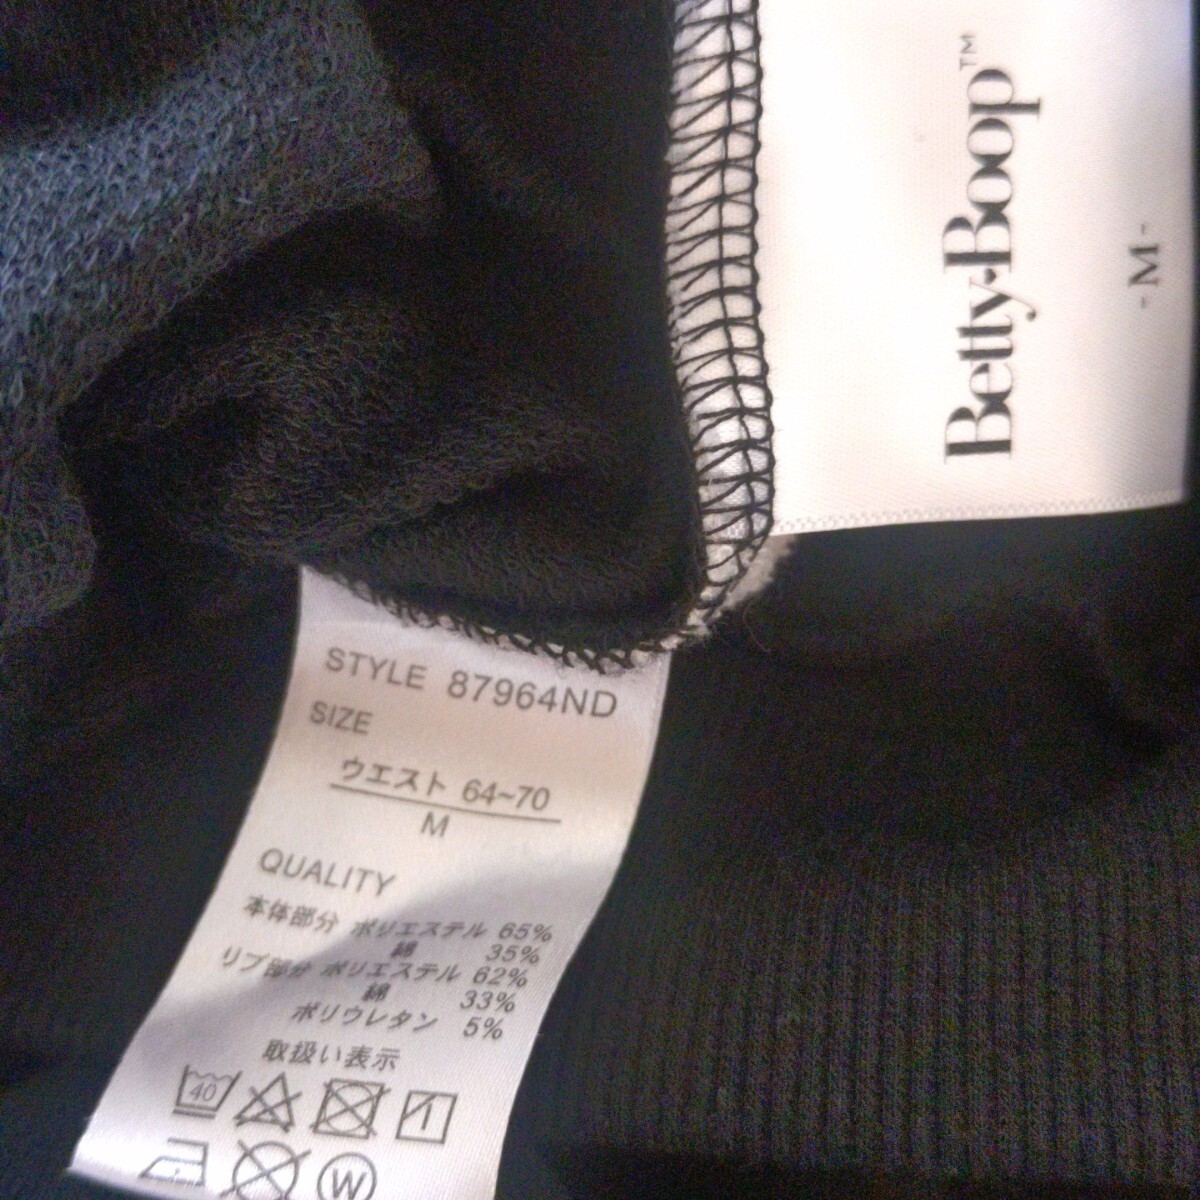 Betty Boop™
-M-
STYLE 87964ND
SIZE
ウエスト 64~70
M
QUALITY
本体部分 ポリエステル 65%
綿 35%
リブ部分 ポリエステル 62%
綿 33%
ポリウレタン 5%
取扱い表示
40
W